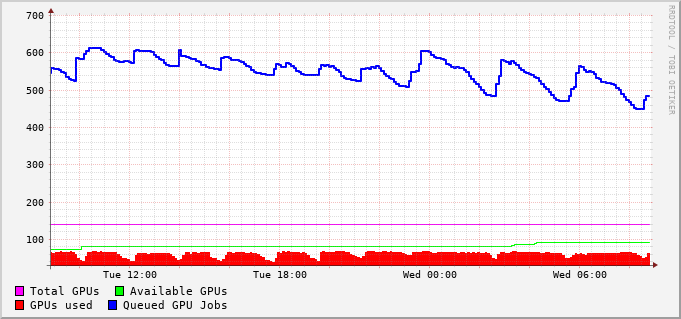 700
600
500
400
300
200
100
Tue 12:00 Tue 18:00 Wed 00:00 Wed 06:00
Total GPUs Available GPUs
GPUs used Queued GPU Jobs
RRDTOOL / TOBI OETIKER